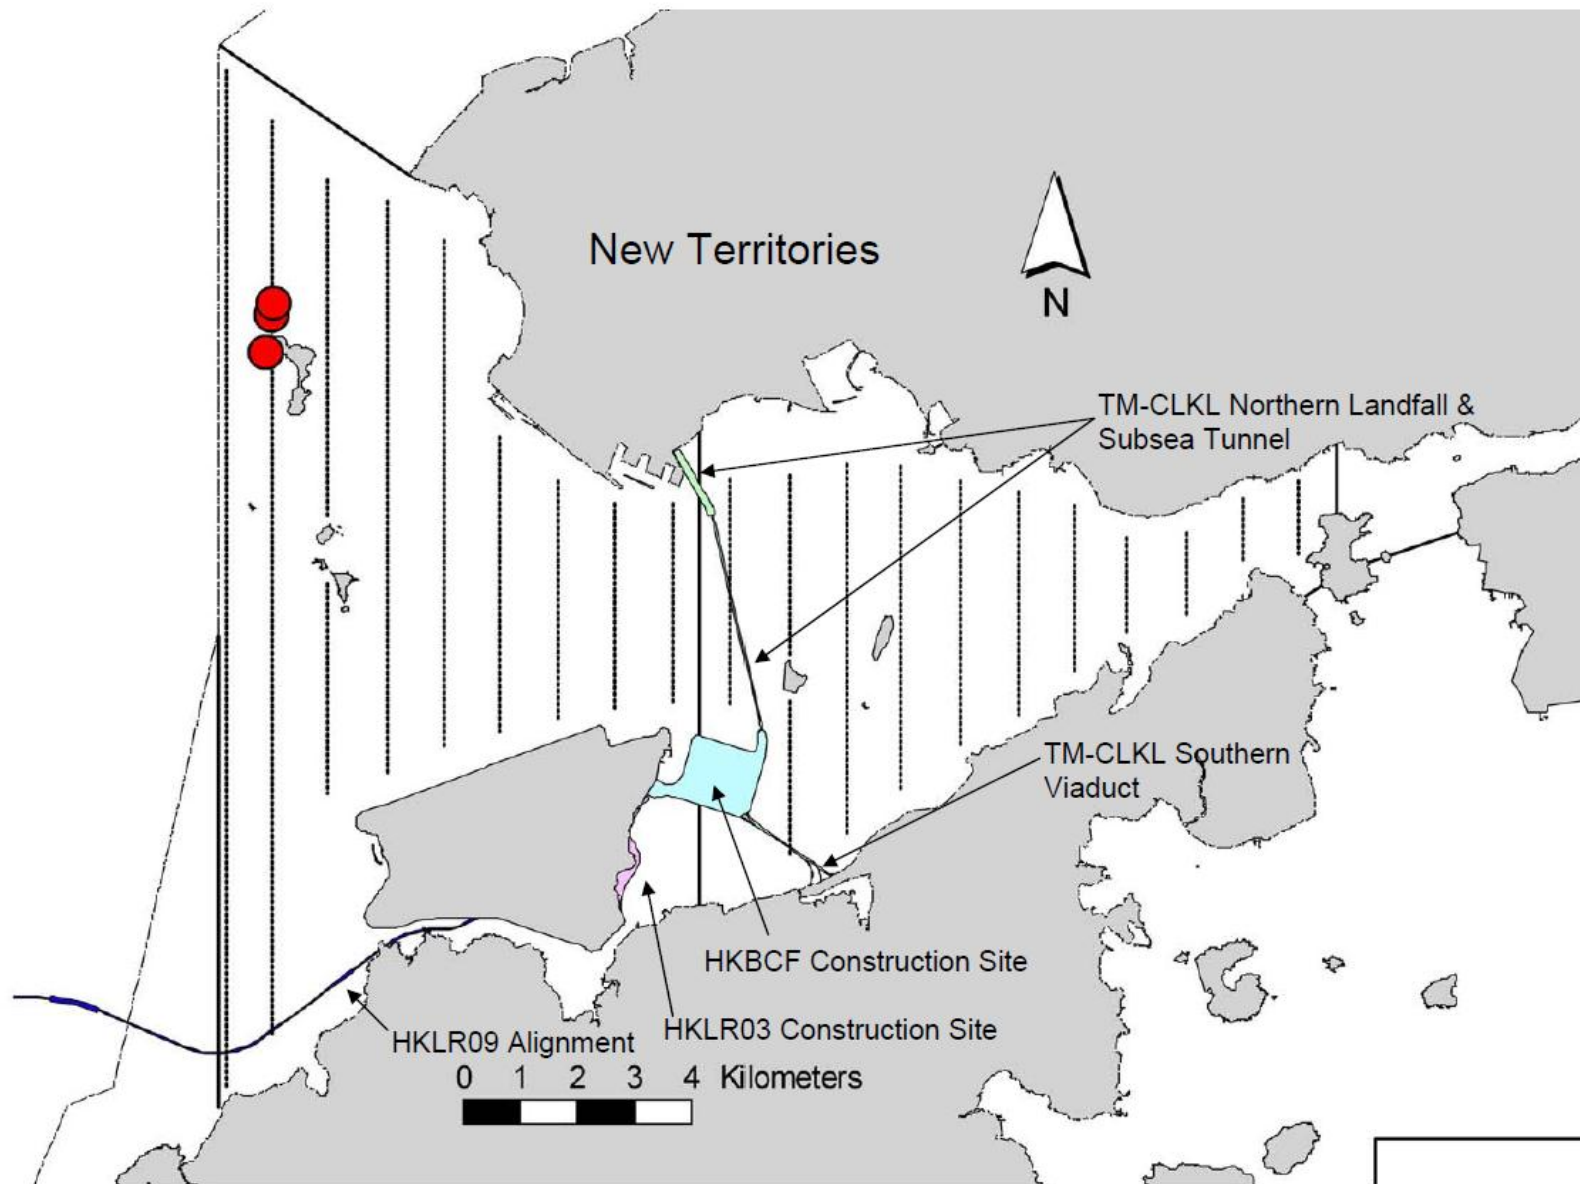 New Territories
N
TM-CLKL Northern Landfall &
Subsea Tunnel
TM-CLKL Southern
Viaduct
HKBCF Construction Site
HKLR03 Construction Site
HKLR09 Alignment
0 1 2 3 4 Kilometers